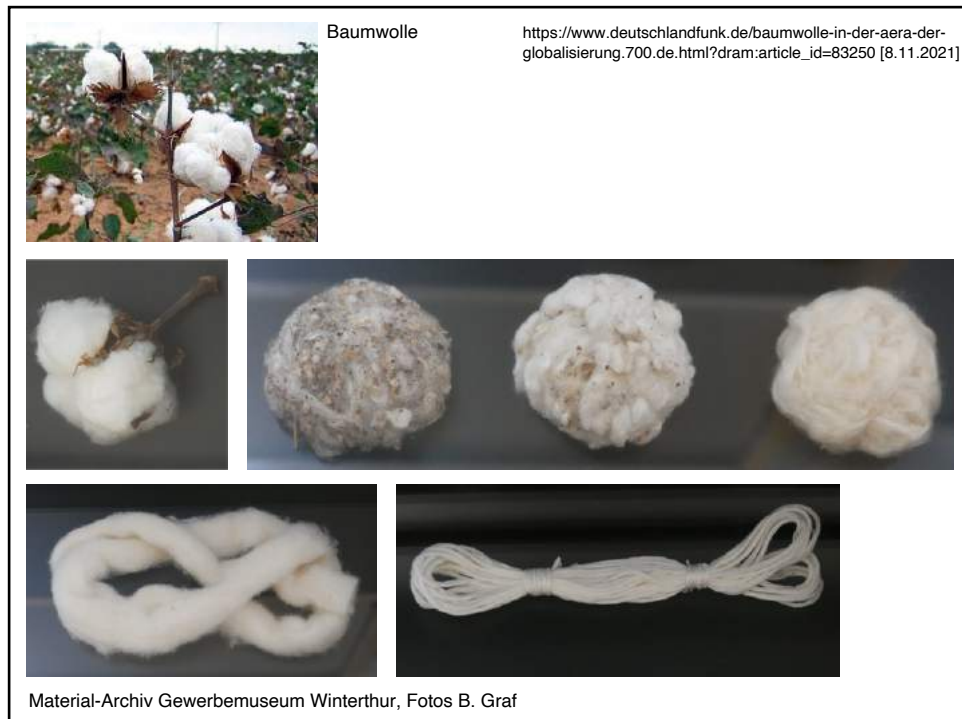 Baumwolle
https://www.deutschlandfunk.de/baumwolle-in-der-aera-der-
globalisierung.700.de.html?dram:article_id=83250 [8.11.2021]
Material-Archiv Gewerbemuseum Winterthur, Fotos B. Graf